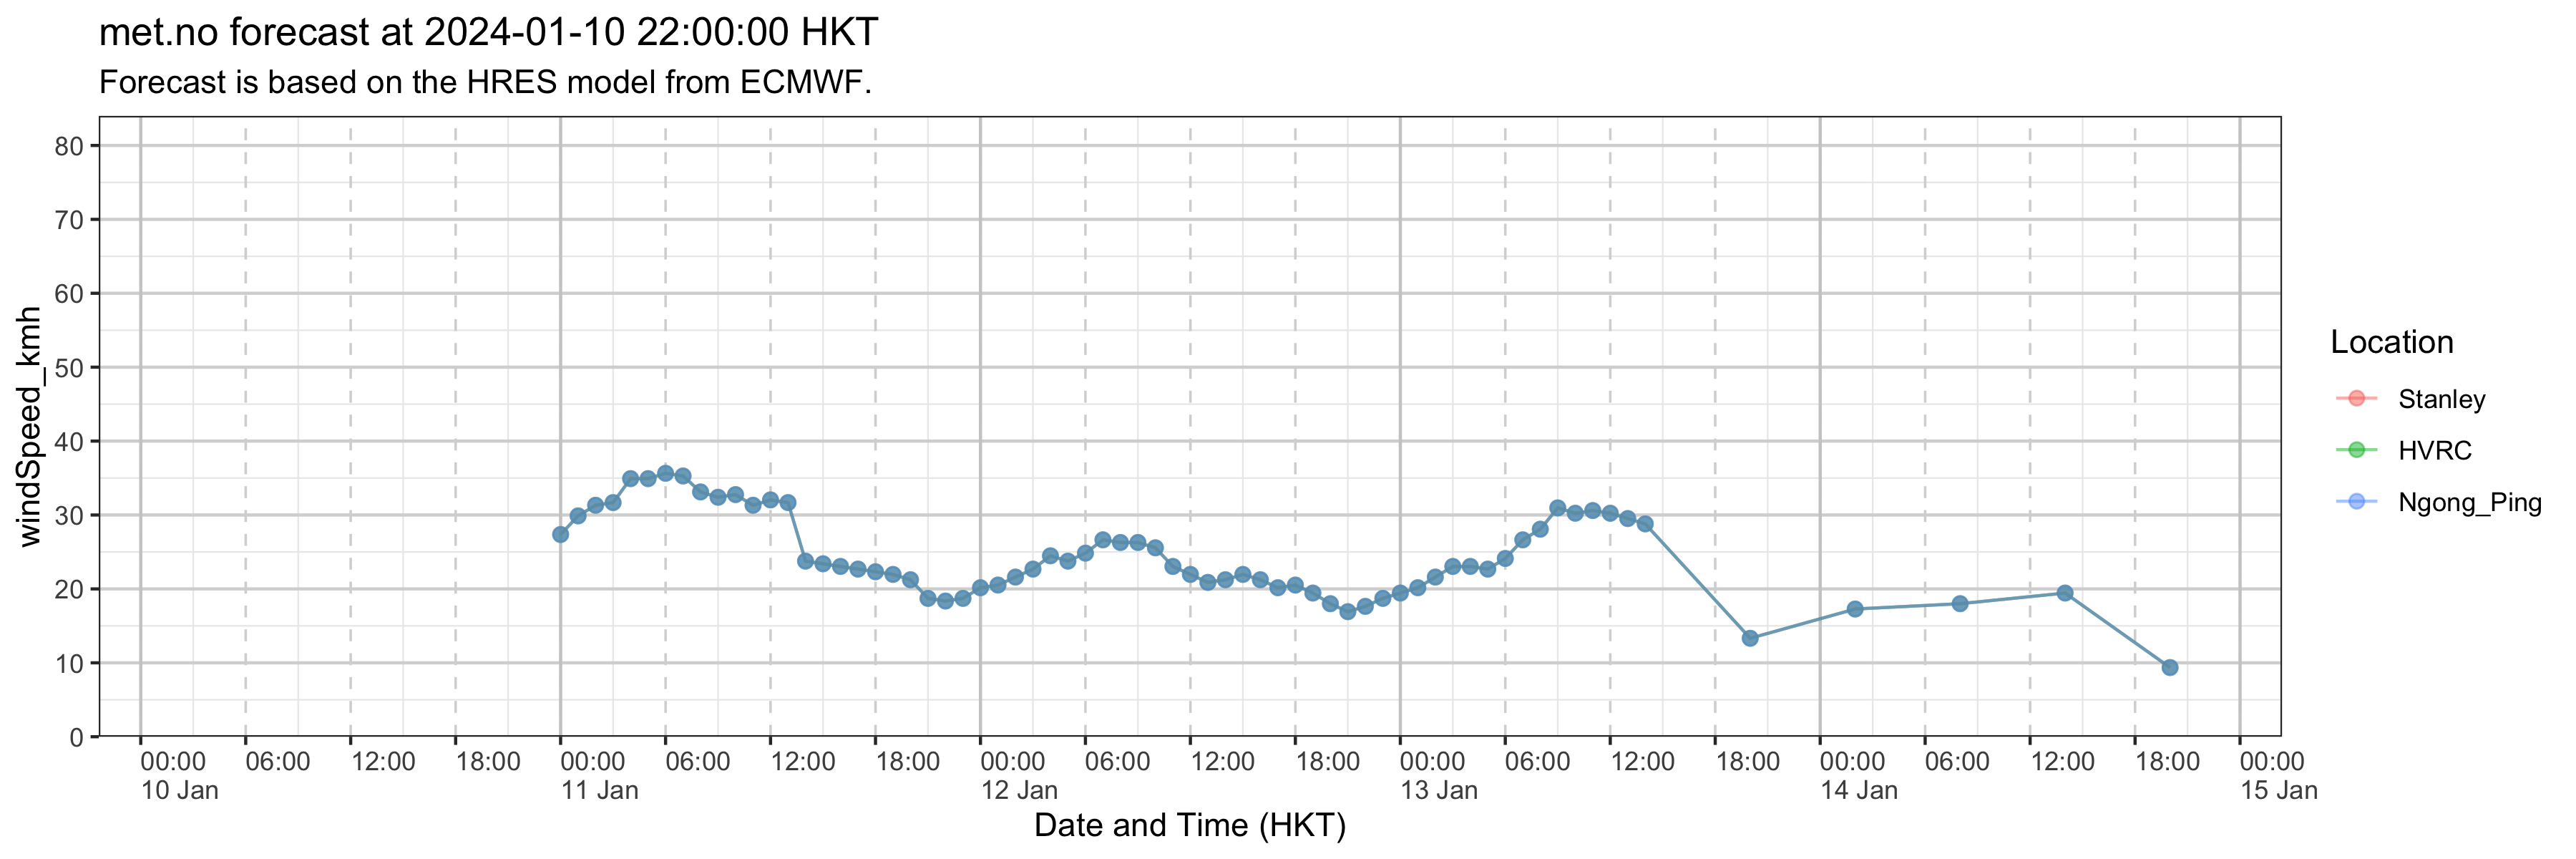 met.no forecast at 2024-01-10 22:00:00 HKT
Forecast is based on the HRES model from ECMWF.
windSpeed_kmh
80
70
60
50
40
30
20
10
0
00:00 06:00 12:00 18:00 00:00 06:00 12:00 18:00 00:00 06:00 12:00 18:00 00:00 06:00 12:00 18:00 00:00 06:00 12:00 18:00 00:00
10 Jan 11 Jan 12 Jan 13 Jan 14 Jan 15 Jan
Date and Time (HKT)
Location
Stanley
HVRC
Ngong_Ping